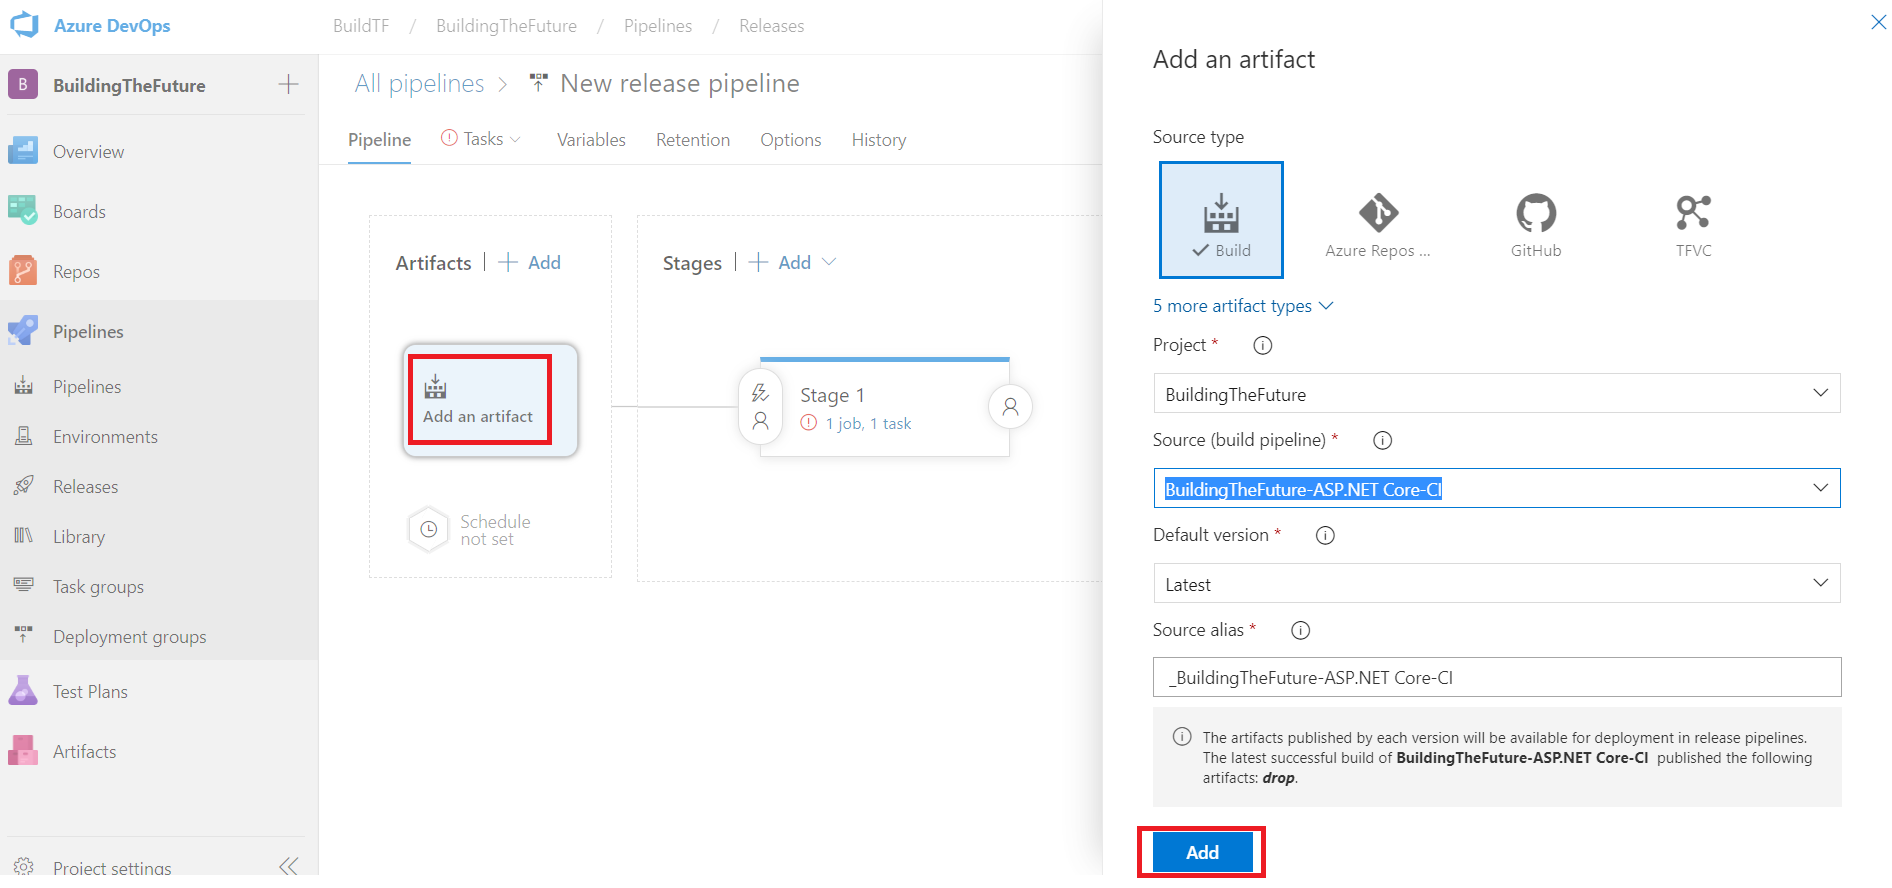 Azure DevOps
BuildTF / BuildingTheFuture / Pipelines / Releases
B BuildingTheFuture
Overview
Boards
Repos
Pipelines
Pipelines
Environments
Releases
Library
Task groups
Deployment groups
Test Plans
Artifacts
Project settings
All pipelines > New release pipeline
Pipeline Tasks Variables Retention Options History
Artifacts | + Add
Add an artifact
Schedule
not set
Stages | + Add
Stage 1
1 job, 1 task
Add an artifact
Source type
Build Azure Repos ... GitHub TFVC
5 more artifact types
Project *
BuildingTheFuture
Source (build pipeline) *
BuildingTheFuture-ASP.NET Core-CI
Default version *
Latest
Source alias *
_BuildingTheFuture-ASP.NET Core-CI
The artifacts published by each version will be available for deployment in release pipelines.
The latest successful build of BuildingTheFuture-ASP.NET Core-CI published the following
artifacts: drop.
Add